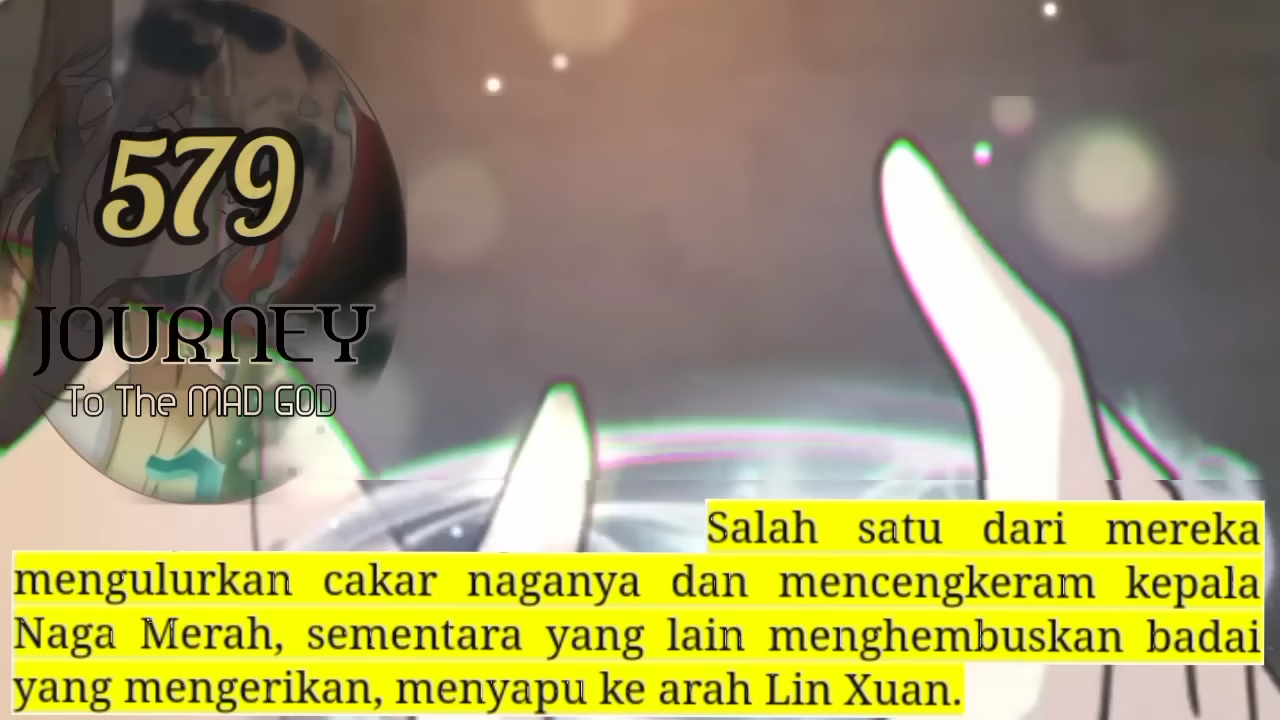 579
JOURNEY
To The MAD GOD
Salah satu dari mereka
mengulurkan cakar naganya dan mencengkeram kepala
Naga Merah, sementara yang lain menghembuskan badai
yang mengerikan, menyapu ke arah Lin Xuan.